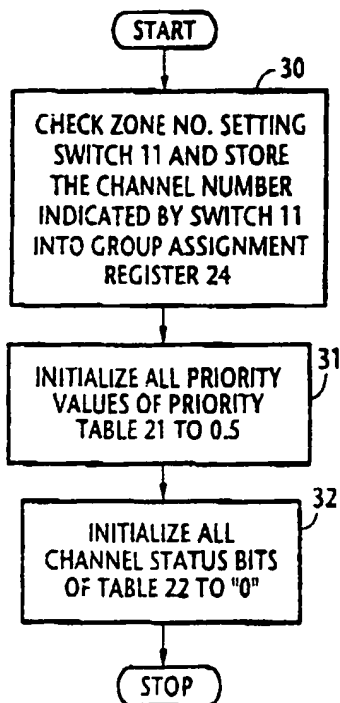 START
30
CHECK ZONE NO. SETTING
SWITCH 11 AND STORE
THE CHANNEL NUMBER
INDICATED BY SWITCH 11
INTO GROUP ASSIGNMENT
REGISTER 24
31
INITIALIZE ALL PRIORITY
VALUES OF PRIORITY
TABLE 21 TO 0.5
32
INITIALIZE ALL
CHANNEL STATUS BITS
OF TABLE 22 TO "0"
STOP